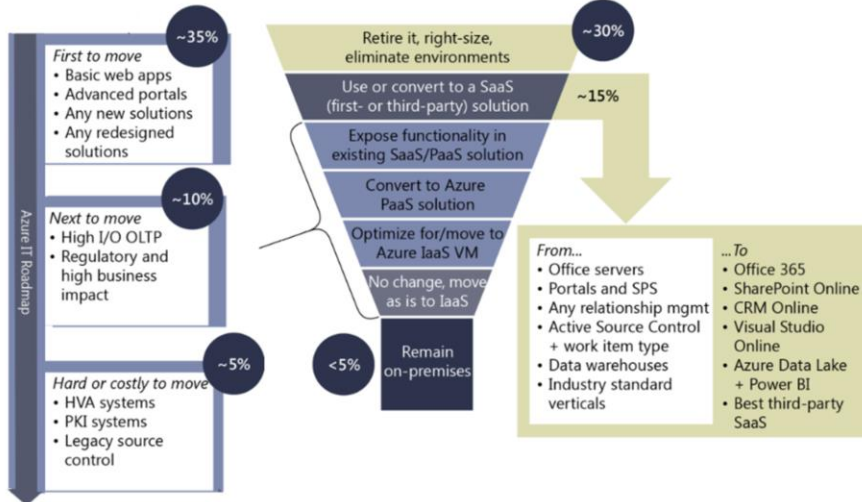 ~35%
First to move
• Basic web apps
• Advanced portals
• Any new solutions
• Any redesigned
solutions
~10%
Next to move
• High I/O OLTP
• Regulatory and
high business
impact
~5%
Hard or costly to move
• HVA systems
• PKI systems
• Legacy source
control
Azure IT Roadmap
~30%
Retire it, right-size,
eliminate environments
Use or convert to a SaaS
(first- or third-party) solution
~15%
Expose functionality in
existing SaaS/PaaS solution
Convert to Azure
PaaS solution
Optimize for/move to
Azure IaaS VM
No change, move
as is to IaaS
<5%
Remain
on-premises
From...
• Office servers
• Portals and SPS
• Any relationship mgmt
• Active Source Control
+ work item type
• Data warehouses
• Industry standard
verticals
...To
• Office 365
• SharePoint Online
• CRM Online
• Visual Studio
Online
• Azure Data Lake
+ Power BI
• Best third-party
SaaS